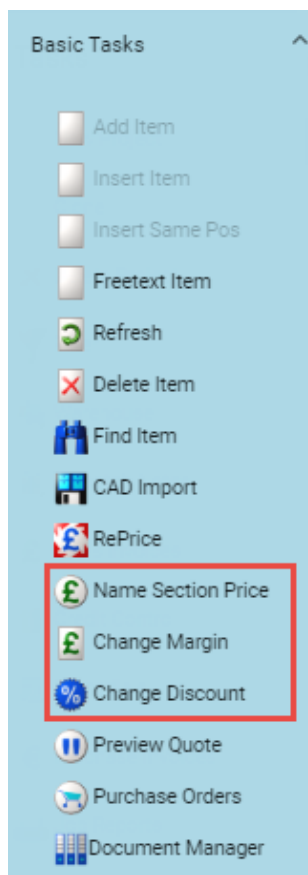 Basic Tasks
Add Item
Insert Item
Insert Same Pos
Freetext Item
Refresh
Delete Item
Find Item
CAD Import
£ RePrice
£ Name Section Price
£ Change Margin
% Change Discount
Preview Quote
Purchase Orders
Document Manager